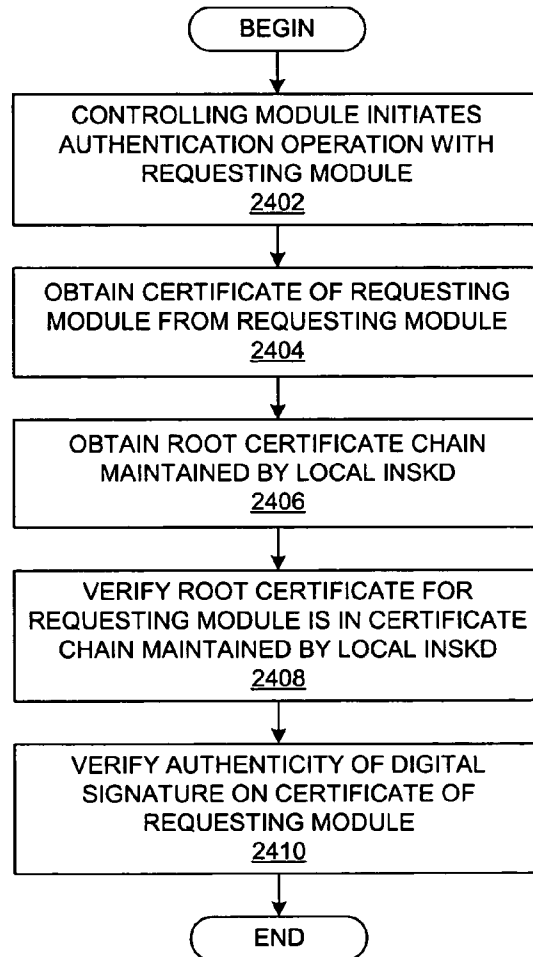 BEGIN
CONTROLLING MODULE INITIATES
AUTHENTICATION OPERATION WITH
REQUESTING MODULE
2402
OBTAIN CERTIFICATE OF REQUESTING
MODULE FROM REQUESTING MODULE
2404
OBTAIN ROOT CERTIFICATE CHAIN
MAINTAINED BY LOCAL INSKD
2406
VERIFY ROOT CERTIFICATE FOR
REQUESTING MODULE IS IN CERTIFICATE
CHAIN MAINTAINED BY LOCAL INSKD
2408
VERIFY AUTHENTICITY OF DIGITAL
SIGNATURE ON CERTIFICATE OF
REQUESTING MODULE
2410
END